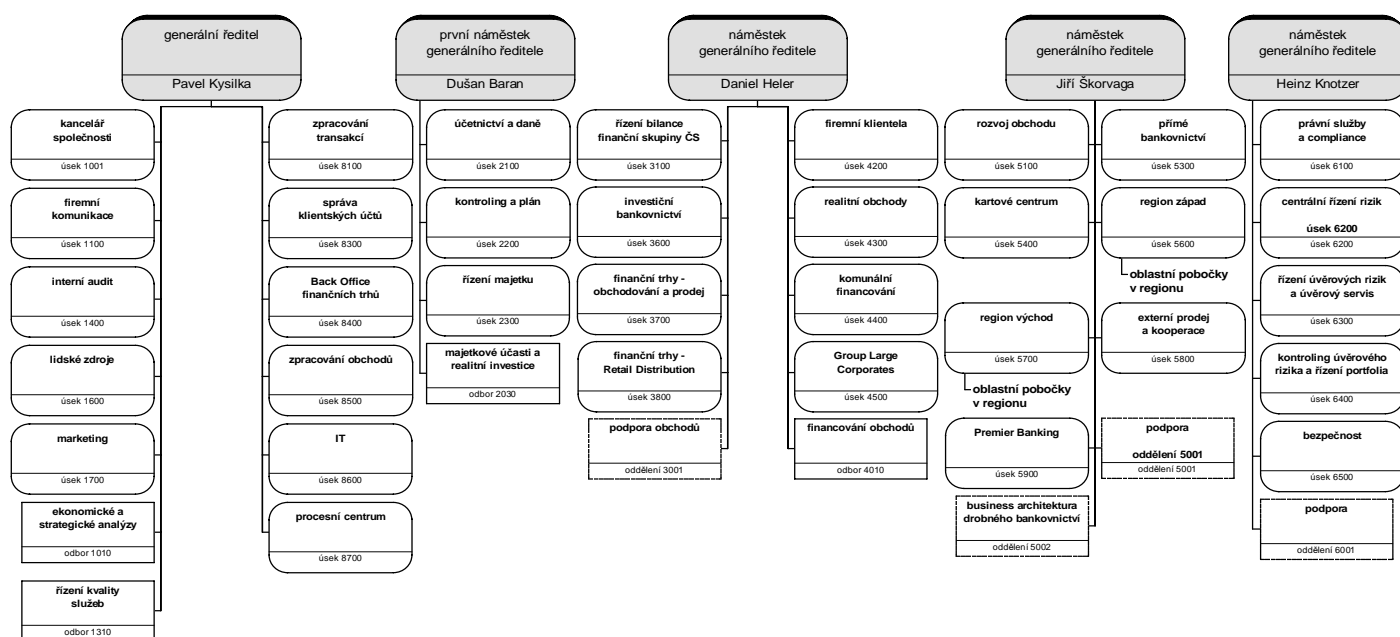 generální ředitel
Pavel Kysilka
první náměstek
generálního ředitele
Dušan Baran
náměstek
generálního ředitele
Daniel Heler
náměstek
generálního ředitele
Jiří Škorvaga
náměstek
generálního ředitele
Heinz Knotzer
kancelář
společnosti
úsek 1001
firemní
komunikace
úsek 1100
interní audit
úsek 1400
lidské zdroje
úsek 1600
marketing
úsek 1700
ekonomické a
strategické analýzy
odbor 1010
řízení kvality
služeb
odbor 1310
zpracování
transakcí
úsek 8100
správa
klientských účtů
úsek 8300
Back Office
finančních trhů
úsek 8400
zpracování obchodů
úsek 8500
IT
úsek 8600
procesní centrum
úsek 8700
účetnictví a daně
úsek 2100
kontroling a plán
úsek 2200
řízení majetku
úsek 2300
majetkové účasti a
realitní investice
odbor 2030
řízení bilance
finanční skupiny ČS
úsek 3100
investiční
bankovnictví
úsek 3600
finanční trhy -
obchodování a prodej
úsek 3700
finanční trhy -
Retail Distribution
úsek 3800
podpora obchodů
oddělení 3001
firemní klientela
úsek 4200
realitní obchody
úsek 4300
komunální
financování
úsek 4400
Group Large
Corporates
úsek 4500
financování obchodů
odbor 4010
rozvoj obchodu
úsek 5100
kartové centrum
úsek 5400
region východ
úsek 5700
oblastní pobočky
v regionu
Premier Banking
úsek 5900
business architektura
drobného bankovnictví
oddělení 5002
přímé
bankovnictví
úsek 5300
region západ
úsek 5600
oblastní pobočky
v regionu
externí prodej
a kooperace
úsek 5800
podpora
oddělení 5001
oddělení 5001
právní služby
a compliance
úsek 6100
centrální řízení rizik
úsek 6200
úsek 6200
řízení úvěrových rizik
a úvěrový servis
úsek 6300
kontroling úvěrového
rizika a řízení portfolia
úsek 6400
bezpečnost
úsek 6500
podpora
oddělení 6001